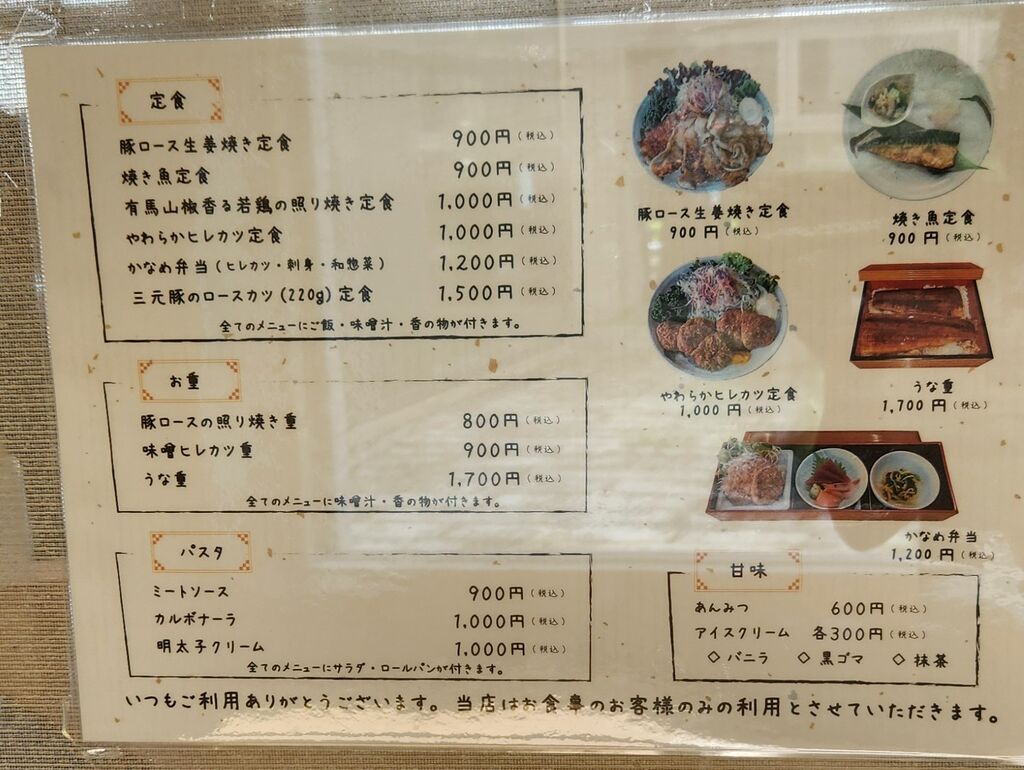 定食
豚ロース生姜焼き定食 900円(税込)
焼き魚定食 900円(税込)
有馬山椒香る若鶏の照り焼き定食 1,000円(税込)
やわらかヒレカツ定食 1,000円(税込)
かなめ弁当(ヒレカツ・刺身・和惣菜) 1,200円(税込)
三元豚のロースカツ(220g)定食 1,500円(税込)
全てのメニューにご飯・味噌汁・香の物が付きます。
お重
豚ロースの照り焼き重 800円(税込)
味噌ヒレカツ重 900円(税込)
うな重 1,700円(税込)
全てのメニューに味噌汁・香の物が付きます。
パスタ
ミートソース 900円(税込)
カルボナーラ 1,000円(税込)
明太子クリーム 1,000円(税込)
全てのメニューにサラダ・ロールパンが付きます。
豚ロース生姜焼き定食
900円(税込)
焼き魚定食
900円(税込)
やわらかヒレカツ定食
1,000円(税込)
うな重
1,700円(税込)
かなめ弁当
1,200円(税込)
甘味
あんみつ 600円(税込)
アイスクリーム 各300円(税込)
◇バニラ ◇黒ゴマ ◇抹茶
いつもご利用ありがとうございます。当店はお食事のお客様のみの利用とさせていただきます。